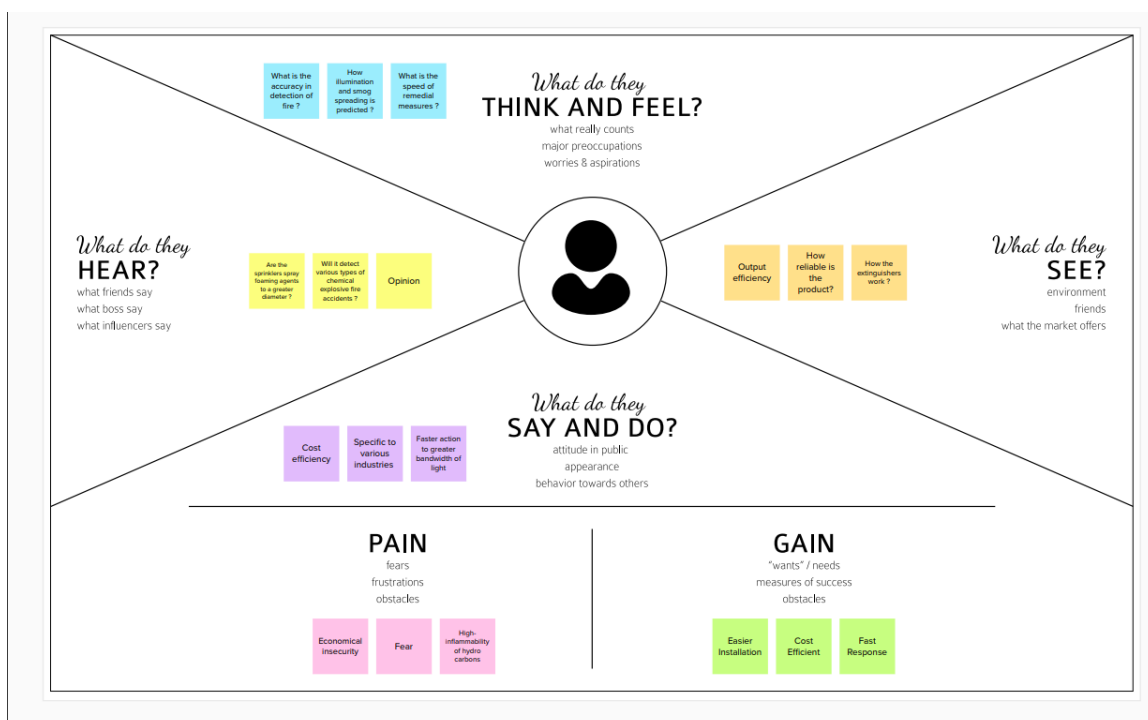 What is the
accuracy in
detection of
fire ?
How
illumination
and smog
spreading is
predicted ?
What is the
speed of
remedial
measures ?
What do they
THINK AND FEEL?
what really counts
major preoccupations
worries & aspirations
What do they
HEAR?
what friends say
what boss say
what influencers say
Are the
sprinklers spray
foaming agents
to a greater
diameter ?
Will it detect
various types of
chemical
explosive fire
accidents ?
Opinion
Output
efficiency
How
reliable is
the
product?
How the
extinguishers
work ?
What do they
SEE?
environment
friends
what the market offers
What do they
SAY AND DO?
attitude in public
appearance
behavior towards others
Cost
efficiency
Specific to
various
industries
Faster action
to greater
bandwidth of
light
PAIN
fears
frustrations
obstacles
Economical
insecurity
Fear
High-
inflammability
of hydro
carbons
GAIN
"wants" / needs
measures of success
obstacles
Easier
Installation
Cost
Efficient
Fast
Response